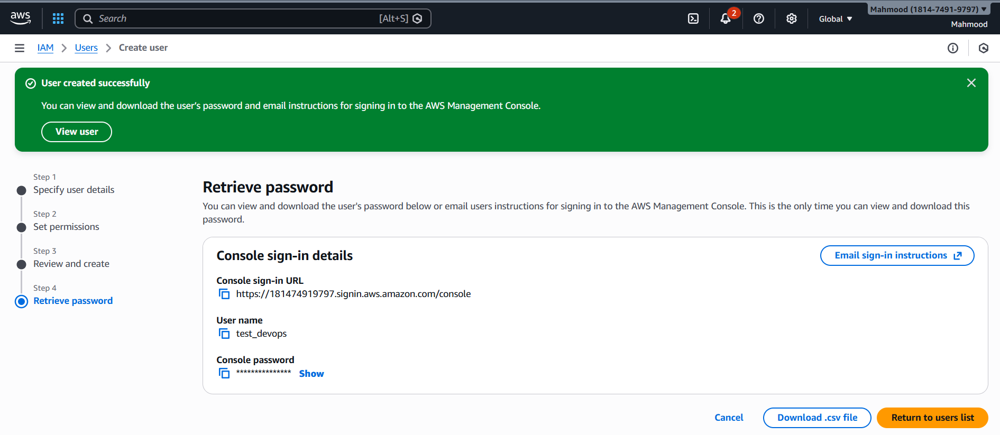 aws
Search
[Alt+S]
2
Global
Mahmood (1814-7491-9797)
Mahmood
IAM
Users
Create user
User created successfully
You can view and download the user's password and email instructions for signing in to the AWS Management Console.
View user
Step 1
Specify user details
Step 2
Set permissions
Step 3
Review and create
Step 4
Retrieve password
Retrieve password
You can view and download the user's password below or email users instructions for signing in to the AWS Management Console. This is the only time you can view and download this
password.
Console sign-in details
Email sign-in instructions
Console sign-in URL
https://181474919797.signin.aws.amazon.com/console
User name
test_devops
Console password
*************** Show
Cancel
Download .csv file
Return to users list